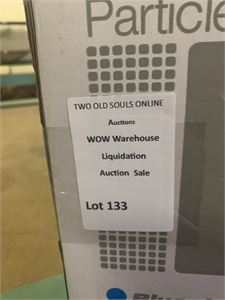 Particle
TWO OLD SOULS ONLINE
Auctions
WOW Warehouse
Liquidation
Auction Sale
Lot 133